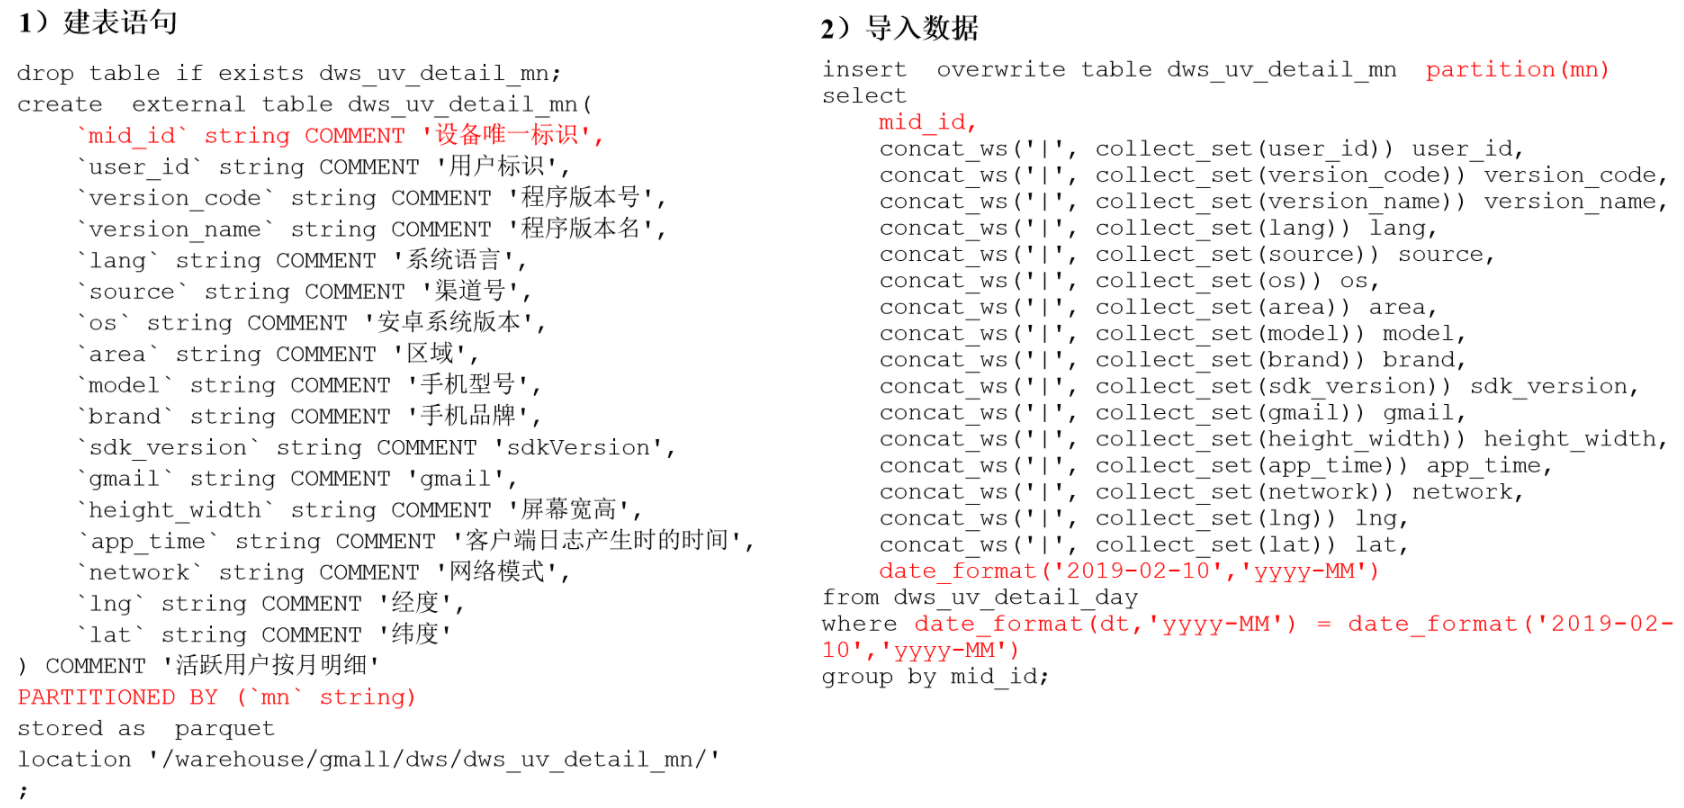 1）建表语句
drop table if exists dws_uv_detail_mn;
create  external table dws_uv_detail_mn(
    `mid_id` string COMMENT '设备唯一标识',
    `user_id` string COMMENT '用户标识',
    `version_code` string COMMENT '程序版本号',
    `version_name` string COMMENT '程序版本名',
    `lang` string COMMENT '系统语言',
    `source` string COMMENT '渠道号',
    `os` string COMMENT '安卓系统版本',
    `area` string COMMENT '区域',
    `model` string COMMENT '手机型号',
    `brand` string COMMENT '手机品牌',
    `sdk_version` string COMMENT 'sdkVersion',
    `gmail` string COMMENT 'gmail',
    `height_width` string COMMENT '屏幕宽高',
    `app_time` string COMMENT '客户端日志产生时的时间',
    `network` string COMMENT '网络模式',
    `lng` string COMMENT '经度',
    `lat` string COMMENT '纬度'
) COMMENT '活跃用户按月明细'
PARTITIONED BY (`mn` string)
stored as  parquet
location '/warehouse/gmall/dws/dws_uv_detail_mn/'
;
2）导入数据
insert  overwrite table dws_uv_detail_mn  partition(mn)
select
    mid_id,
    concat_ws('|', collect_set(user_id)) user_id,
    concat_ws('|', collect_set(version_code)) version_code,
    concat_ws('|', collect_set(version_name)) version_name,
    concat_ws('|', collect_set(lang)) lang,
    concat_ws('|', collect_set(source)) source,
    concat_ws('|', collect_set(os)) os,
    concat_ws('|', collect_set(area)) area,
    concat_ws('|', collect_set(model)) model,
    concat_ws('|', collect_set(brand)) brand,
    concat_ws('|', collect_set(sdk_version)) sdk_version,
    concat_ws('|', collect_set(gmail)) gmail,
    concat_ws('|', collect_set(height_width)) height_width,
    concat_ws('|', collect_set(app_time)) app_time,
    concat_ws('|', collect_set(network)) network,
    concat_ws('|', collect_set(lng)) lng,
    concat_ws('|', collect_set(lat)) lat,
    date_format('2019-02-10','yyyy-MM')
from dws_uv_detail_day
where date_format(dt,'yyyy-MM') = date_format('2019-02-
10','yyyy-MM')
group by mid_id;